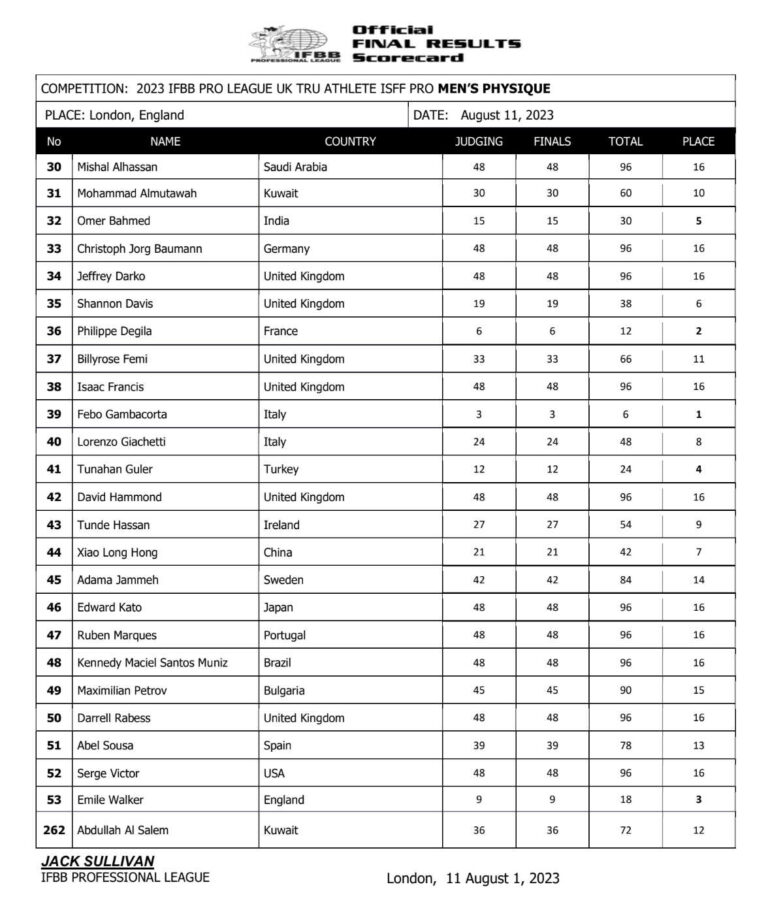 Official
FINAL RESULTS
Scorecard
IFBB
PROFESSIONAL LEAGUE
COMPETITION: 2023 IFBB PRO LEAGUE UK TRU ATHLETE ISFF PRO MEN'S PHYSIQUE
PLACE: London, England DATE: August 11, 2023
No NAME COUNTRY JUDGING FINALS TOTAL PLACE
30 Mishal Alhassan Saudi Arabia 48 48 96 16
31 Mohammad Almutawah Kuwait 30 30 60 10
32 Omer Bahmed India 15 15 30 5
33 Christoph Jorg Baumann Germany 48 48 96 16
34 Jeffrey Darko United Kingdom 48 48 96 16
35 Shannon Davis United Kingdom 19 19 38 6
36 Philippe Degila France 6 6 12 2
37 Billyrose Femi United Kingdom 33 33 66 11
38 Isaac Francis United Kingdom 48 48 96 16
39 Febo Gambacorta Italy 3 3 6 1
40 Lorenzo Giachetti Italy 24 24 48 8
41 Tunahan Guler Turkey 12 12 24 4
42 David Hammond United Kingdom 48 48 96 16
43 Tunde Hassan Ireland 27 27 54 9
44 Xiao Long Hong China 21 21 42 7
45 Adama Jammeh Sweden 42 42 84 14
46 Edward Kato Japan 48 48 96 16
47 Ruben Marques Portugal 48 48 96 16
48 Kennedy Maciel Santos Muniz Brazil 48 48 96 16
49 Maximilian Petrov Bulgaria 45 45 90 15
50 Darrell Rabess United Kingdom 48 48 96 16
51 Abel Sousa Spain 39 39 78 13
52 Serge Victor USA 48 48 96 16
53 Emile Walker England 9 9 18 3
262 Abdullah Al Salem Kuwait 36 36 72 12
JACK SULLIVAN
IFBB PROFESSIONAL LEAGUE London, 11 August 1, 2023